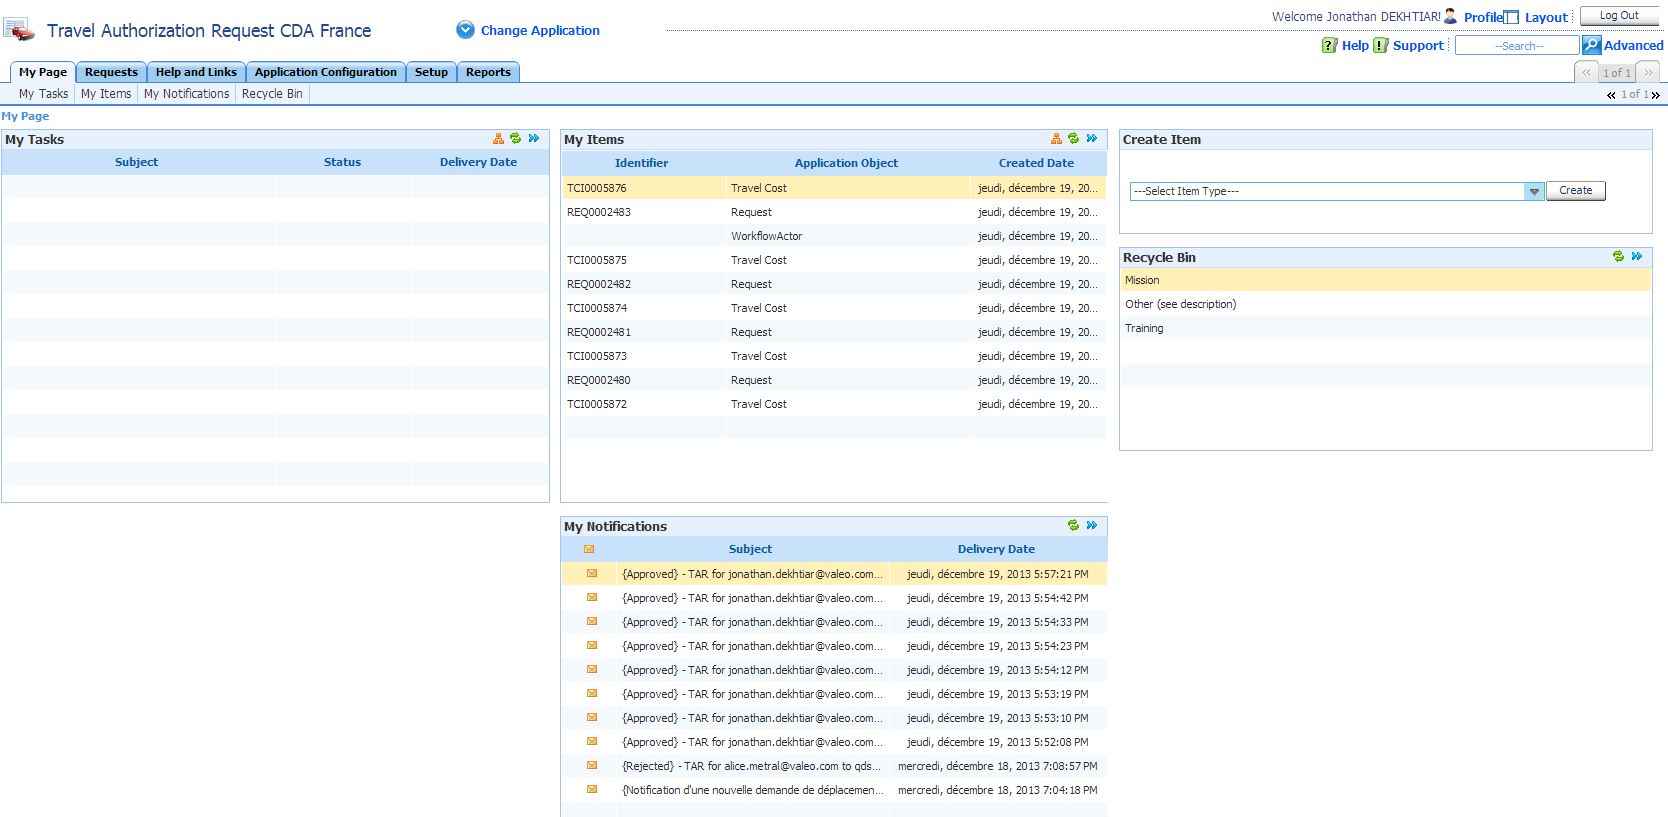 Welcome Jonathan DEKHTIAR! Profile Layout Log Out
Travel Authorization Request CDA France Change Application
Help Support --Search-- Advanced
My Page Requests Help and Links Application Configuration Setup Reports « 1 of 1 »
My Tasks My Items My Notifications Recycle Bin « 1 of 1 »
My Page
My Tasks
Subject Status Delivery Date
My Items
Identifier Application Object Created Date
TCI0005876 Travel Cost jeudi, décembre 19, 20...
REQ0002483 Request jeudi, décembre 19, 20...
WorkflowActor jeudi, décembre 19, 20...
TCI0005875 Travel Cost jeudi, décembre 19, 20...
REQ0002482 Request jeudi, décembre 19, 20...
TCI0005874 Travel Cost jeudi, décembre 19, 20...
REQ0002481 Request jeudi, décembre 19, 20...
TCI0005873 Travel Cost jeudi, décembre 19, 20...
REQ0002480 Request jeudi, décembre 19, 20...
TCI0005872 Travel Cost jeudi, décembre 19, 20...
My Notifications
Subject Delivery Date
{Approved} - TAR for jonathan.dekhtiar@valeo.com... jeudi, décembre 19, 2013 5:57:21 PM
{Approved} - TAR for jonathan.dekhtiar@valeo.com... jeudi, décembre 19, 2013 5:54:42 PM
{Approved} - TAR for jonathan.dekhtiar@valeo.com... jeudi, décembre 19, 2013 5:54:33 PM
{Approved} - TAR for jonathan.dekhtiar@valeo.com... jeudi, décembre 19, 2013 5:54:23 PM
{Approved} - TAR for jonathan.dekhtiar@valeo.com... jeudi, décembre 19, 2013 5:54:12 PM
{Approved} - TAR for jonathan.dekhtiar@valeo.com... jeudi, décembre 19, 2013 5:53:19 PM
{Approved} - TAR for jonathan.dekhtiar@valeo.com... jeudi, décembre 19, 2013 5:53:10 PM
{Approved} - TAR for jonathan.dekhtiar@valeo.com... jeudi, décembre 19, 2013 5:52:08 PM
{Rejected} - TAR for alice.metral@valeo.com to qds... mercredi, décembre 18, 2013 7:08:57 PM
{Notification d'une nouvelle demande de déplacemen... mercredi, décembre 18, 2013 7:04:18 PM
Create Item
---Select Item Type--- Create
Recycle Bin
Mission
Other (see description)
Training